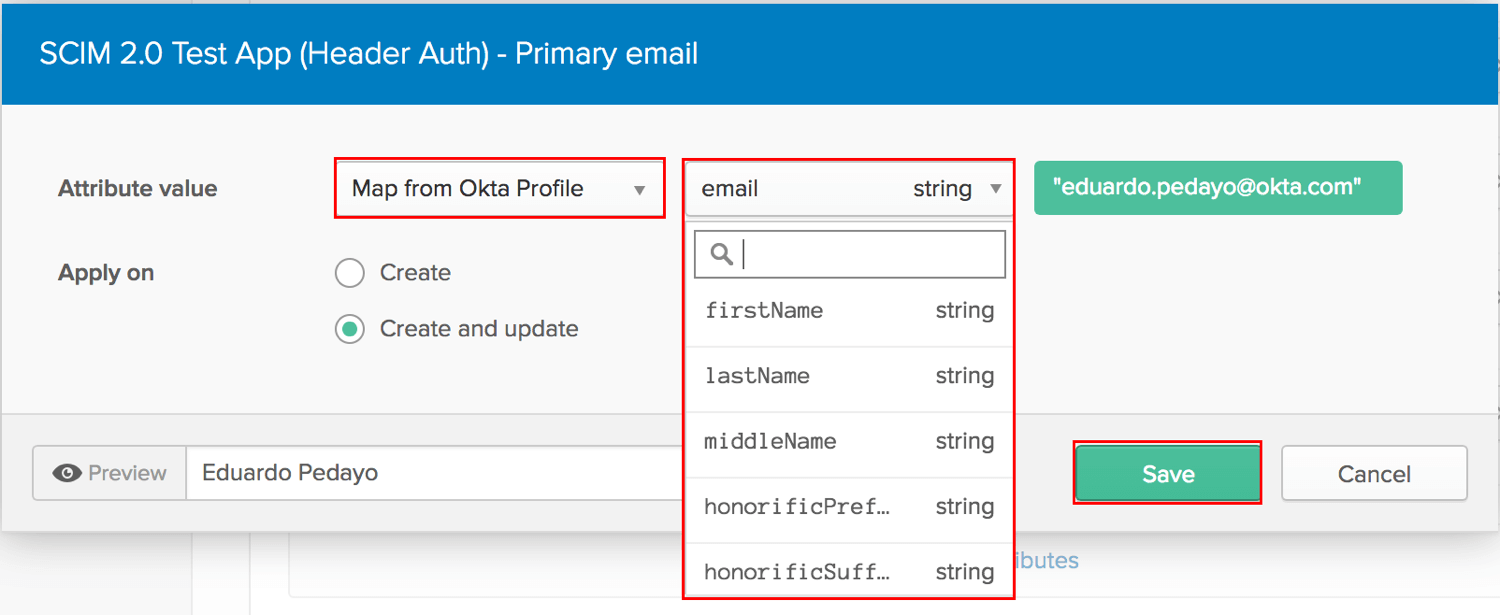 SCIM 2.0 Test App (Header Auth) - Primary email
Attribute value
Map from Okta Profile
email string
"eduardo.pedayo@okta.com"
Apply on
Create
Create and update
firstName string
lastName string
middleName string
honorificPref… string
honorificSuff… string
Preview
Eduardo Pedayo
Save
Cancel
ibutes